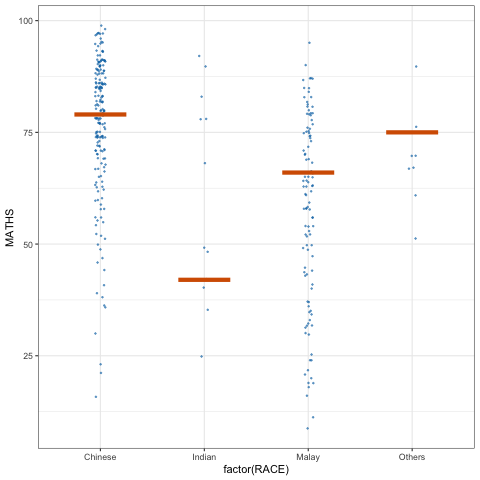 100
75
50
25
MATHS
Chinese
Indian
Malay
Others
factor(RACE)